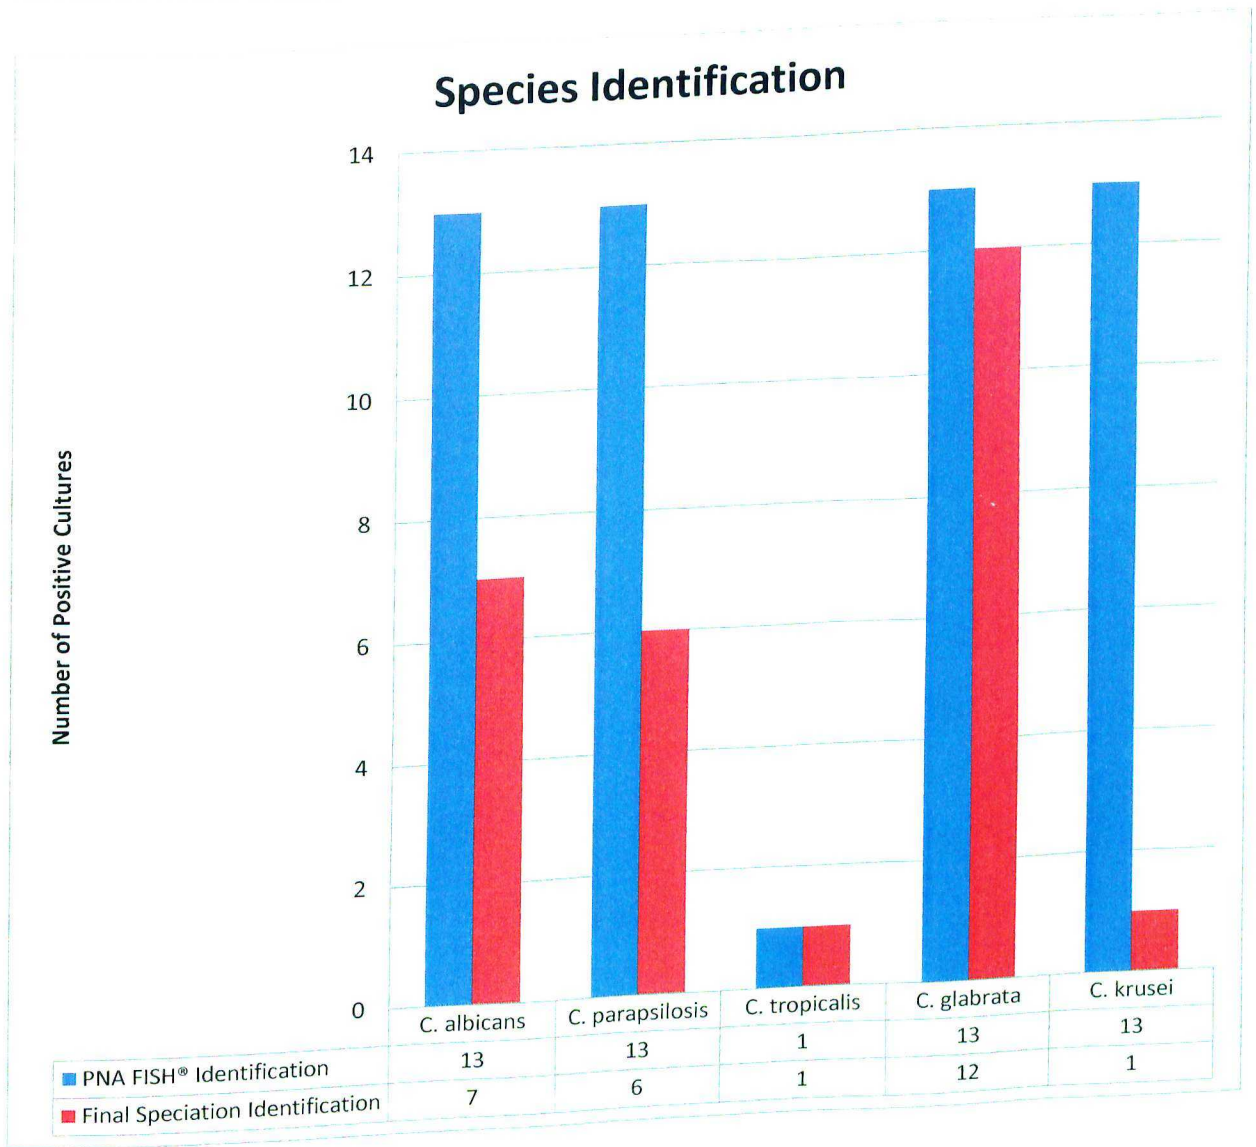 Species Identification
Number of Positive Cultures
14
12
10
8
6
4
2
0
C. albicans C. parapsilosis C. tropicalis C. glabrata C. krusei
PNA FISH® Identification 13 13 1 13 13
Final Speciation Identification 7 6 1 12 1